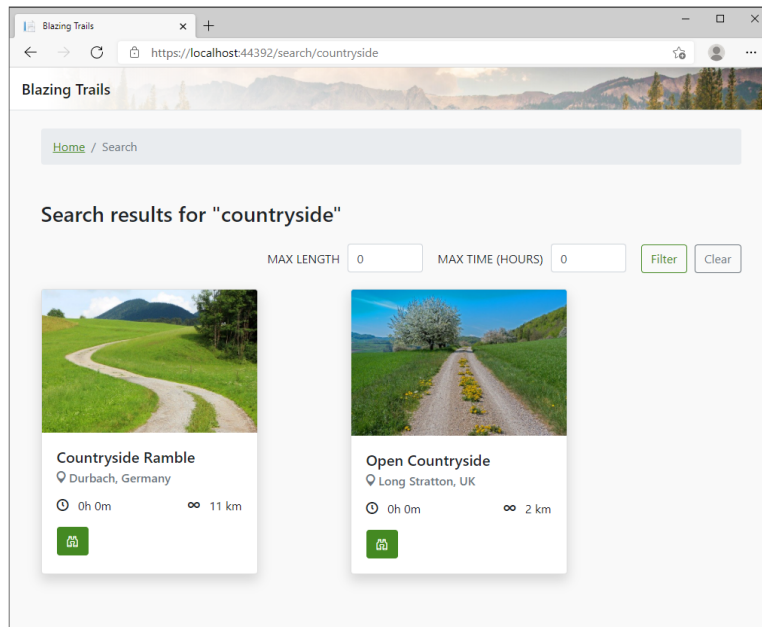 Blazing Trails
https://localhost:44392/search/countryside
Blazing Trails
Home / Search
Search results for "countryside"
MAX LENGTH 0 MAX TIME (HOURS) 0 Filter Clear
Countryside Ramble
Durbach, Germany
0h 0m 11 km
Open Countryside
Long Stratton, UK
0h 0m 2 km